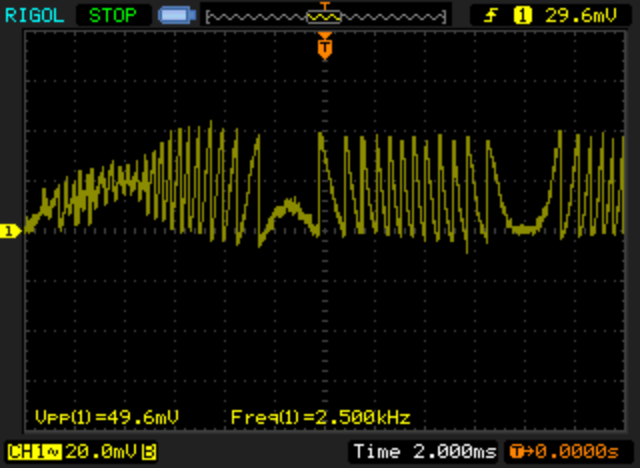 RIGOL STOP T 1 29.6mV
T
1
Vpp(1)=49.6mV Freq(1)=2.500kHz
CH1~ 20.0mV B Time 2.000ms T→0.0000s